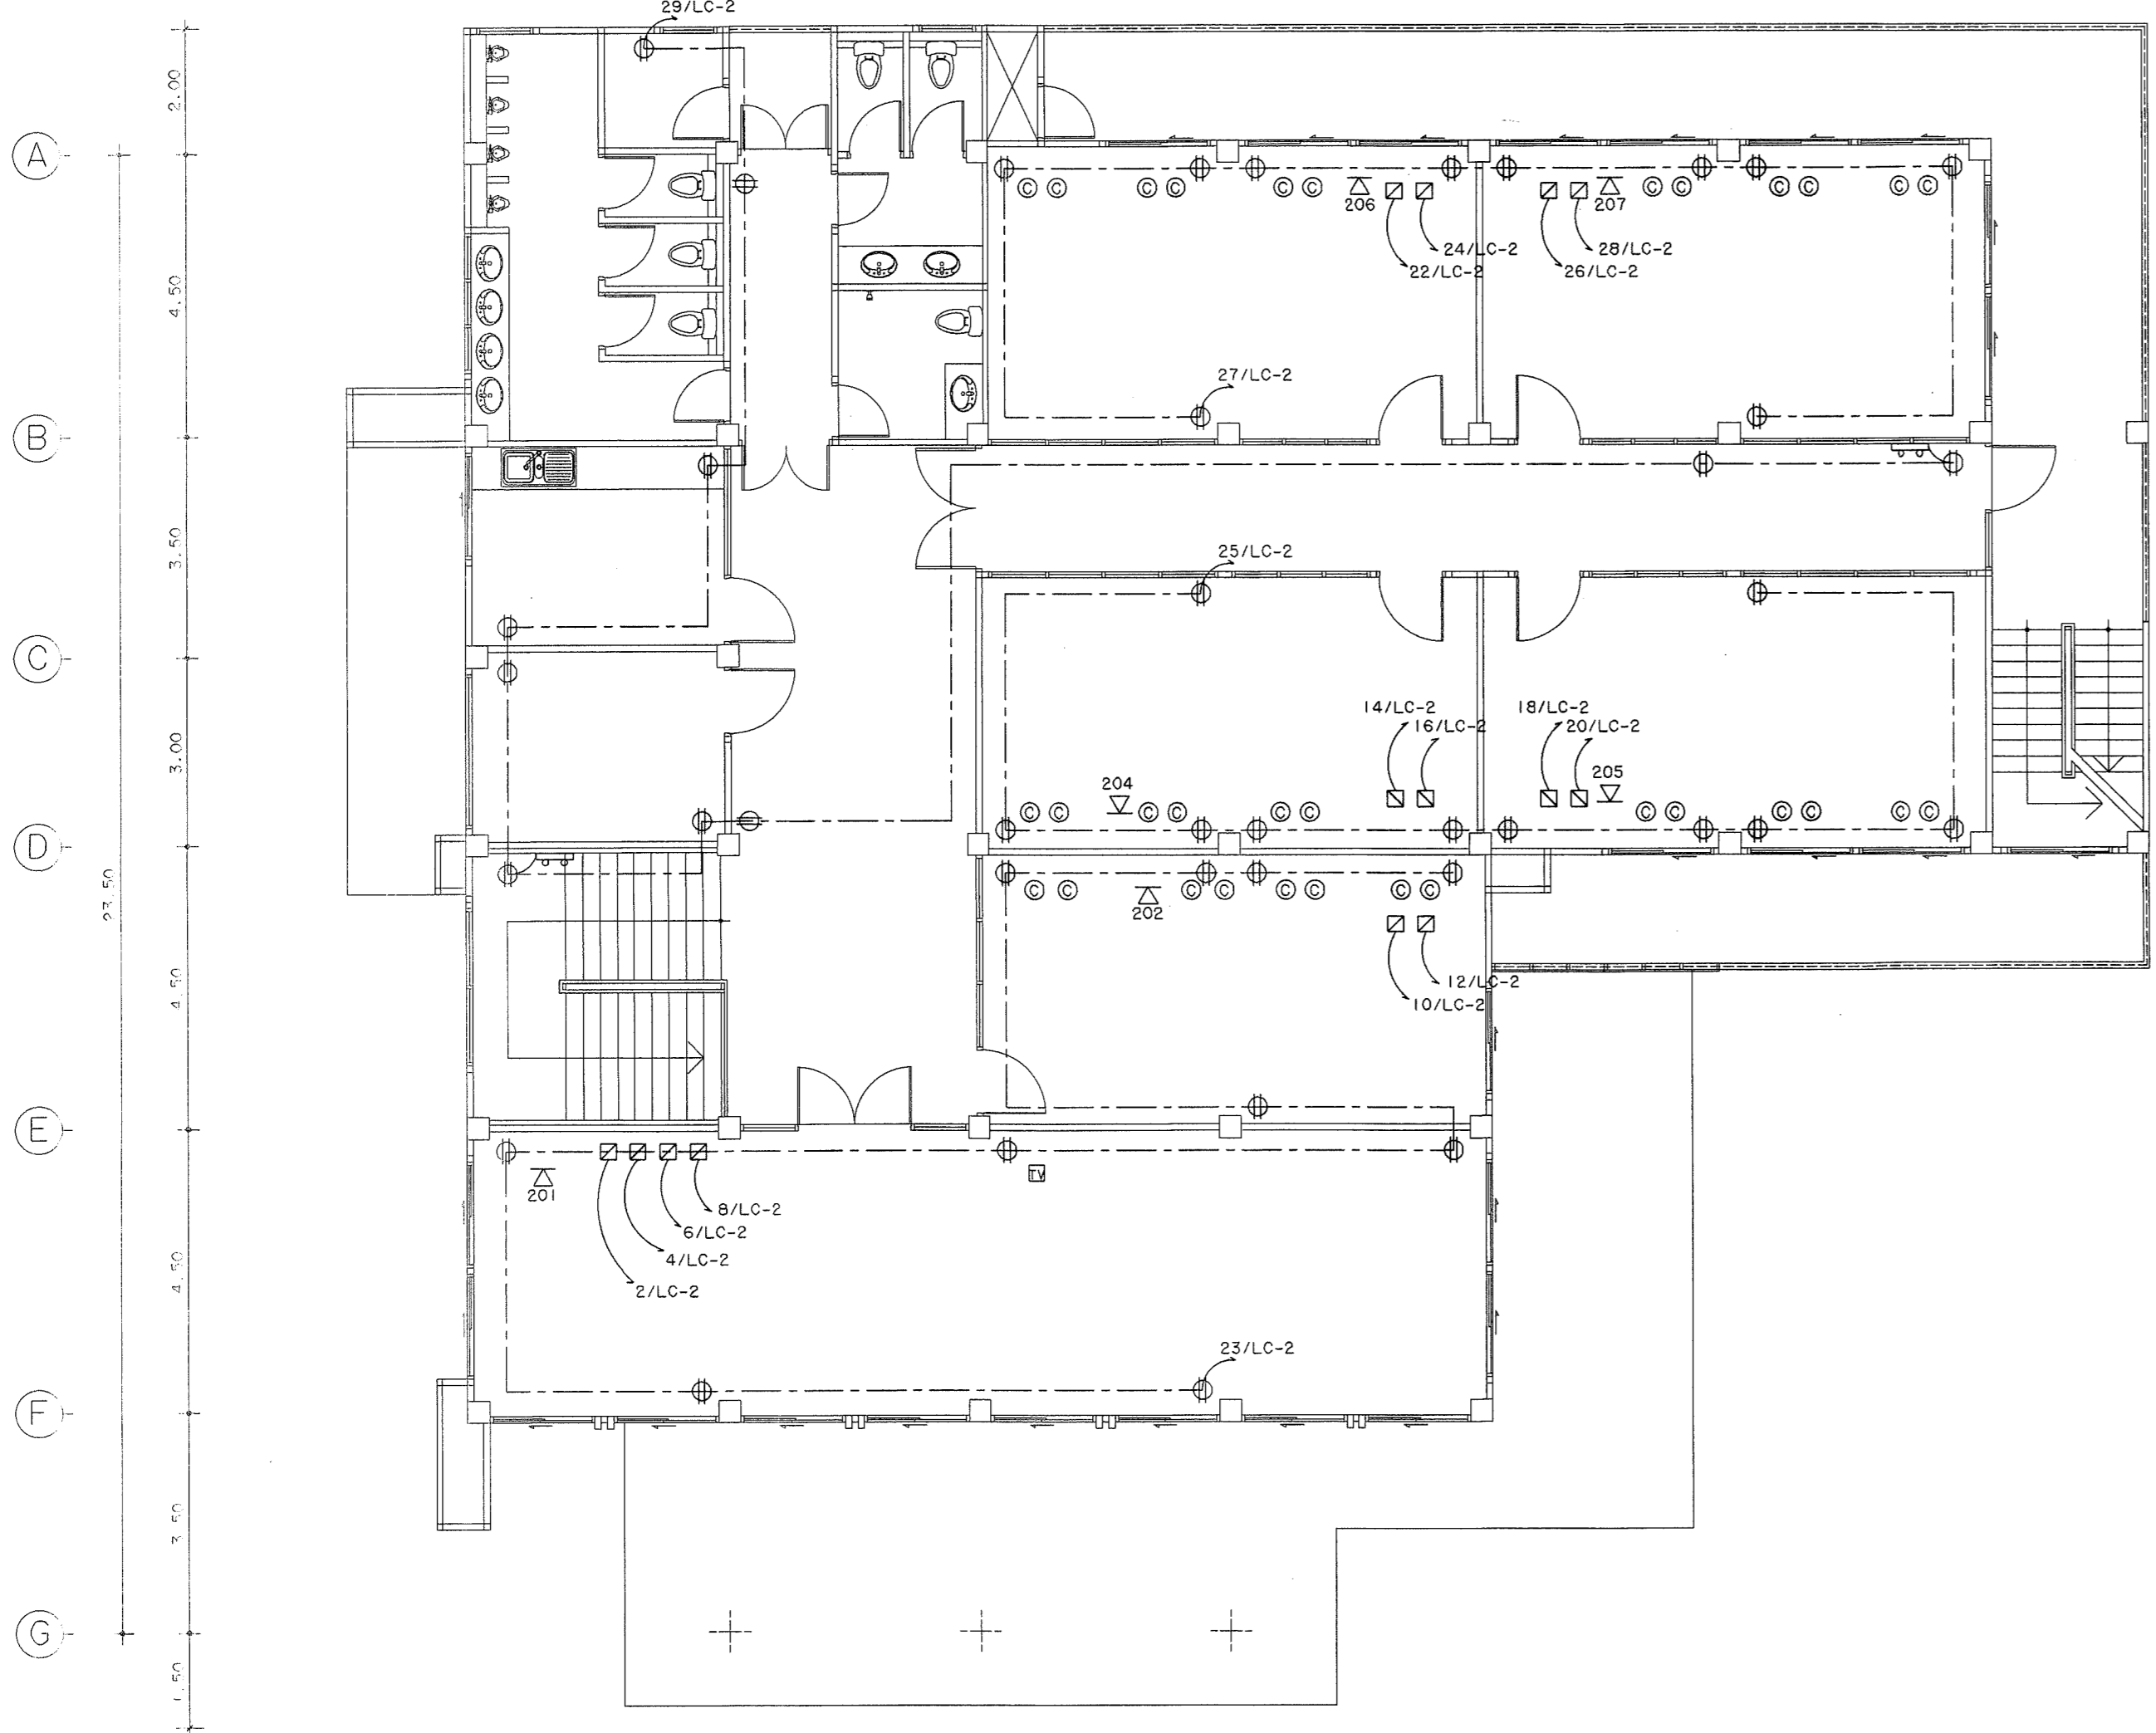 29/LC-2
2.00
A
C C C C C C 206 207 C C C C C C
24/LC-2 28/LC-2
22/LC-2 26/LC-2
4.50
27/LC-2
B
3.50
25/LC-2
C
14/LC-2 18/LC-2
16/LC-2 20/LC-2
3.00
204 205
C C C C C C C C C C C C
D
23.50
C C C C C C C C
202
4.50
12/LC-2
10/LC-2
E
TV
201
8/LC-2
6/LC-2
4/LC-2
4.50
2/LC-2
23/LC-2
F
3.50
G
1.50